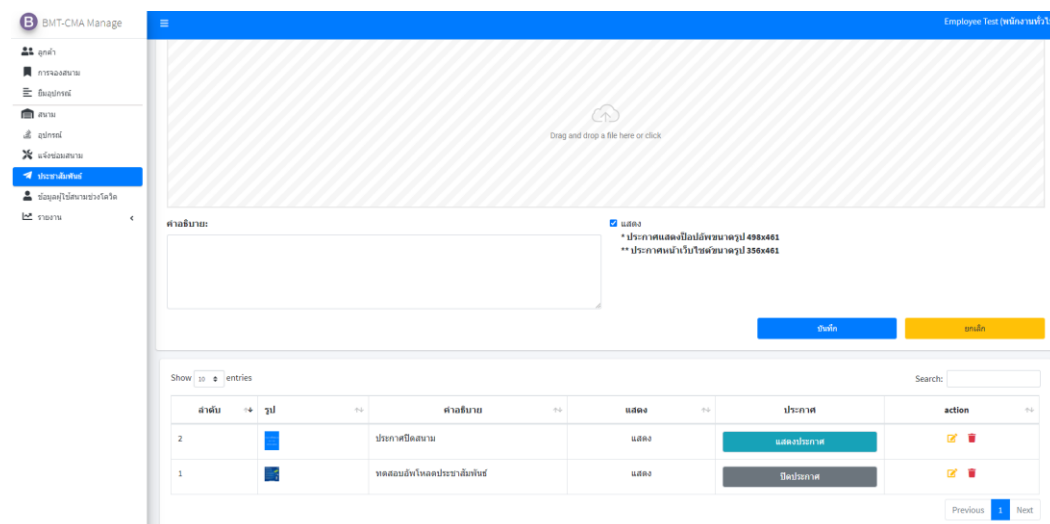 B BMT-CMA Manage
Employee Test (พนักงานทั่วไ
ลูกค้า
การจองสนาม
ยืมอุปกรณ์
สนาม
อุปกรณ์
แจ้งซ่อมสนาม
ประชาสัมพันธ์
ข้อมูลผู้ใช้สนามช่วงโควิด
รายงาน
Drag and drop a file here or click
คำอธิบาย:
แสดง
* ประกาศแสดงป๊อปอัพขนาดรูป 498x461
** ประกาศหน้าเว็บไซต์ขนาดรูป 356x461
บันทึก ยกเลิก
Show 10 entries Search:
ลำดับ รูป คำอธิบาย แสดง ประกาศ action
2 ประกาศปิดสนาม แสดง แสดงประกาศ
1 ทดสอบอัพโหลดประชาสัมพันธ์ แสดง ปิดประกาศ
Previous 1 Next